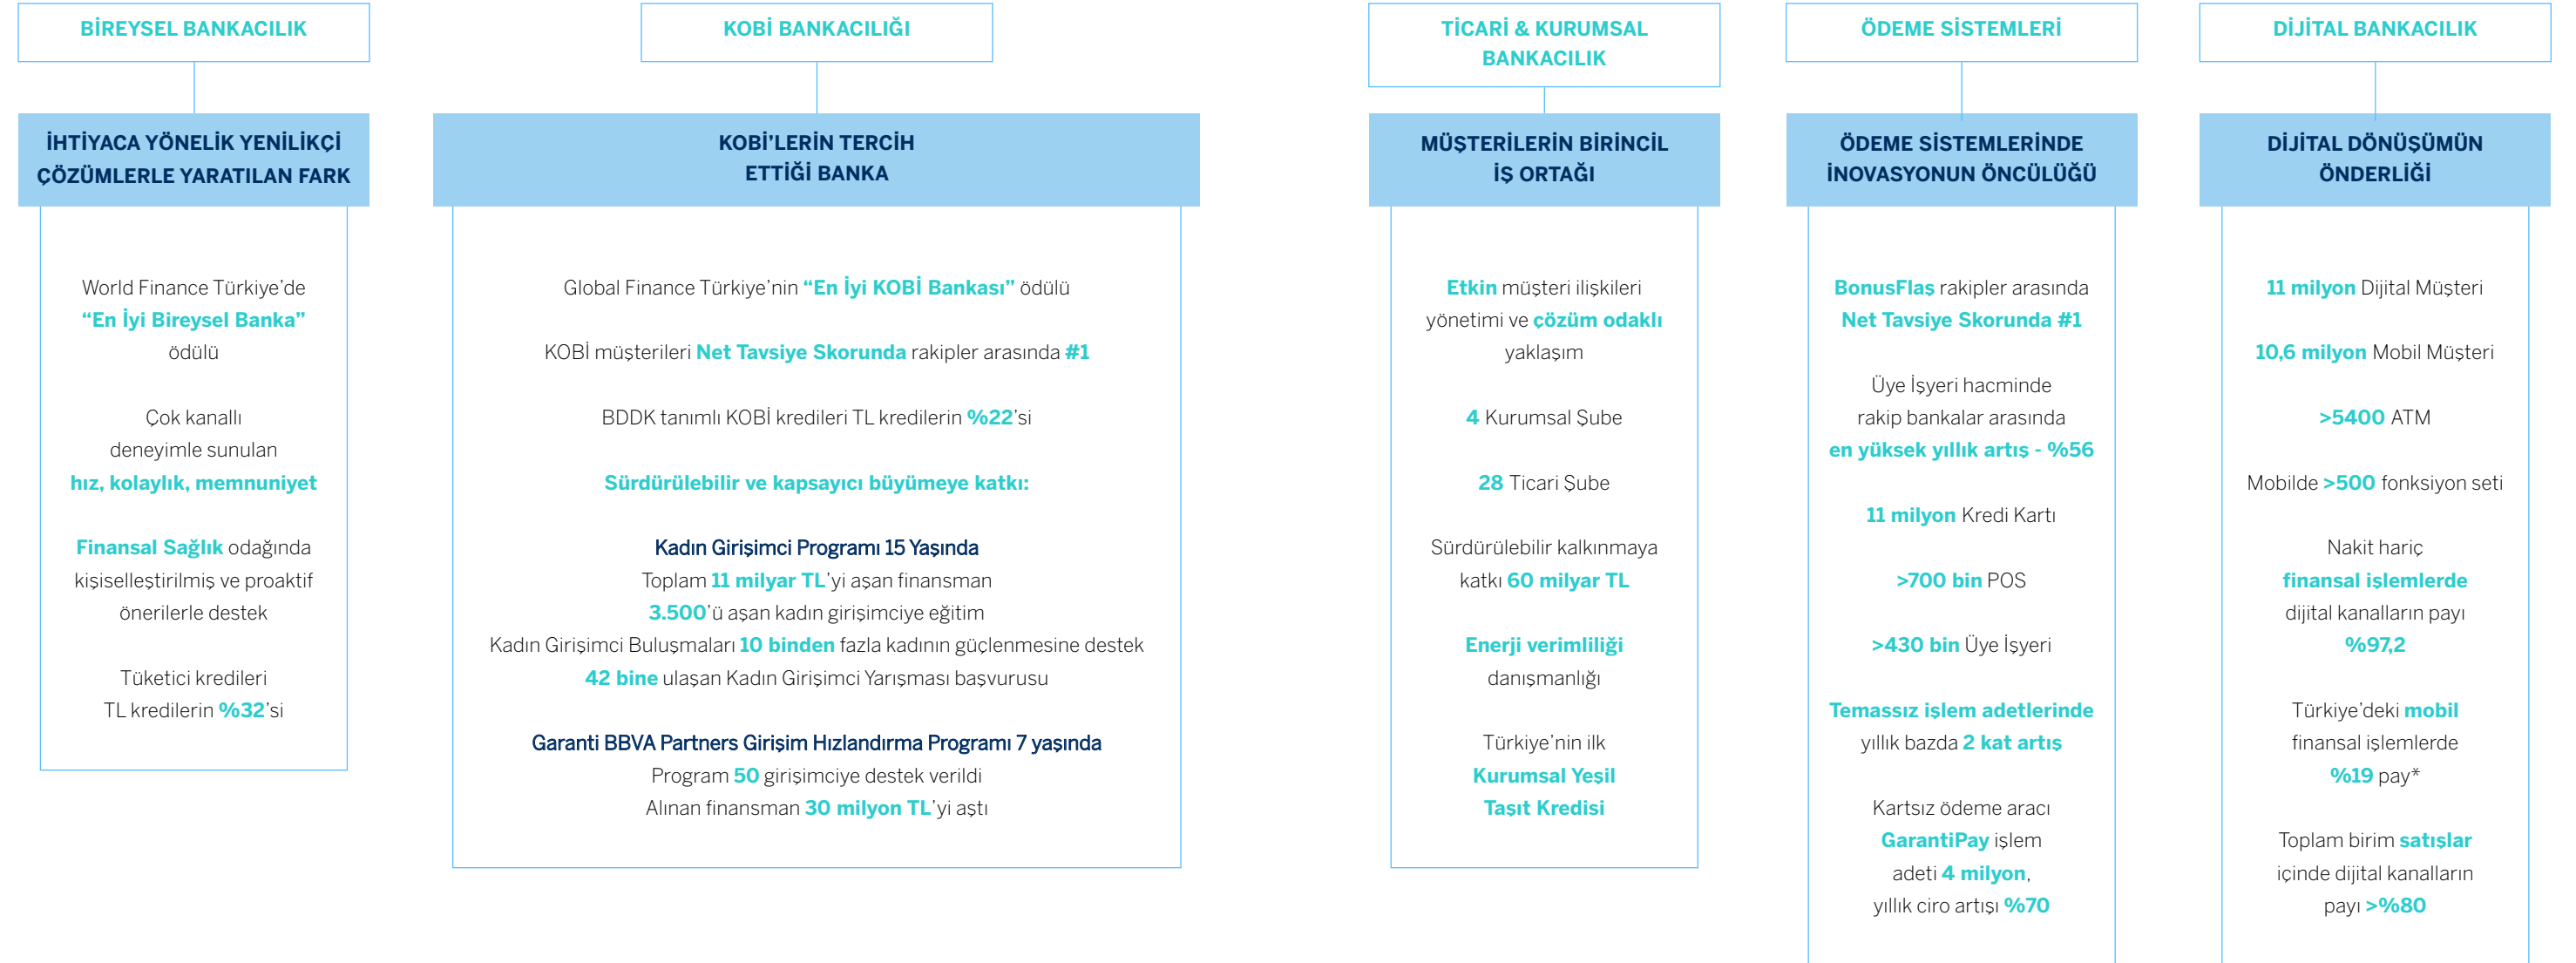 BİREYSEL BANKACILIK
İHTİYACA YÖNELİK YENİLİKÇİ
ÇÖZÜMLERLE YARATILAN FARK
World Finance Türkiye’de
“En İyi Bireysel Banka”
ödülü
Çok kanallı
deneyimle sunulan
hız, kolaylık, memnuniyet
Finansal Sağlık odağında
kişiselleştirilmiş ve proaktif
önerilerle destek
Tüketici kredileri
TL kredilerin %32’si
KOBİ BANKACILIĞI
KOBİ’LERİN TERCİH
ETTİĞİ BANKA
Global Finance Türkiye’nin “En İyi KOBİ Bankası” ödülü
KOBİ müşterileri Net Tavsiye Skorunda rakipler arasında #1
BDDK tanımlı KOBİ kredileri TL kredilerin %22’si
Sürdürülebilir ve kapsayıcı büyümeye katkı:
Kadın Girişimci Programı 15 Yaşında
Toplam 11 milyar TL’yi aşan finansman
3.500’ü aşan kadın girişimciye eğitim
Kadın Girişimci Buluşmaları 10 binden fazla kadının güçlenmesine destek
42 bine ulaşan Kadın Girişimci Yarışması başvurusu
Garanti BBVA Partners Girişim Hızlandırma Programı 7 yaşında
Program 50 girişimciye destek verildi
Alınan finansman 30 milyon TL’yi aştı
TİCARİ & KURUMSAL
BANKACILIK
MÜŞTERİLERİN BİRİNCİL
İŞ ORTAĞI
Etkin müşteri ilişkileri
yönetimi ve çözüm odaklı
yaklaşım
4 Kurumsal Şube
28 Ticari Şube
Sürdürülebilir kalkınmaya
katkı 60 milyar TL
Enerji verimliliği
danışmanlığı
Türkiye’nin ilk
Kurumsal Yeşil
Taşıt Kredisi
ÖDEME SİSTEMLERİ
ÖDEME SİSTEMLERİNDE
İNOVASYONUN ÖNCÜLÜĞÜ
BonusFlaş rakipler arasında
Net Tavsiye Skorunda #1
Üye İşyeri hacminde
rakip bankalar arasında
en yüksek yıllık artış - %56
11 milyon Kredi Kartı
>700 bin POS
>430 bin Üye İşyeri
Temassız işlem adetlerinde
yıllık bazda 2 kat artış
Kartsız ödeme aracı
GarantiPay işlem
adeti 4 milyon,
yıllık ciro artışı %70
DİJİTAL BANKACILIK
DİJİTAL DÖNÜŞÜMÜN
ÖNDERLİĞİ
11 milyon Dijital Müşteri
10,6 milyon Mobil Müşteri
>5400 ATM
Mobilde >500 fonksiyon seti
Nakit hariç
finansal işlemlerde
dijital kanalların payı
%97,2
Türkiye’deki mobil
finansal işlemlerde
%19 pay*
Toplam birim satışlar
içinde dijital kanalların
payı >%80